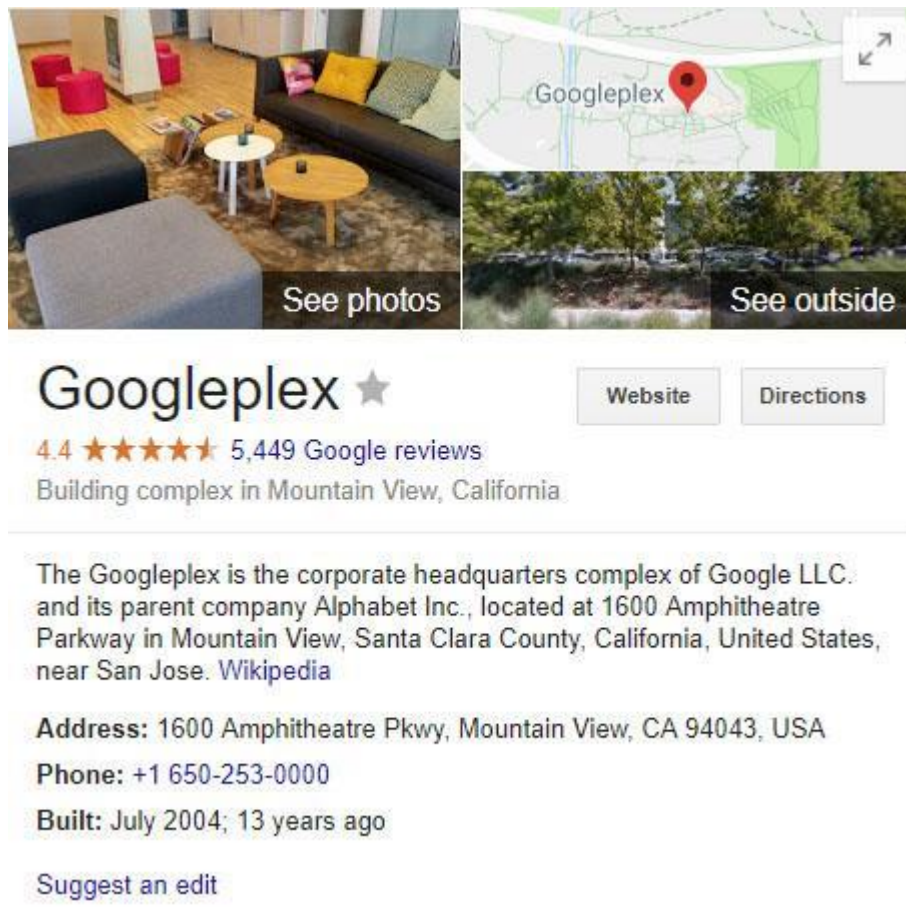 Googleplex
See photos
See outside
Googleplex
Website
Directions
4.4
5,449 Google reviews
Building complex in Mountain View, California
The Googleplex is the corporate headquarters complex of Google LLC.
and its parent company Alphabet Inc., located at 1600 Amphitheatre
Parkway in Mountain View, Santa Clara County, California, United States,
near San Jose. Wikipedia
Address: 1600 Amphitheatre Pkwy, Mountain View, CA 94043, USA
Phone: +1 650-253-0000
Built: July 2004; 13 years ago
Suggest an edit